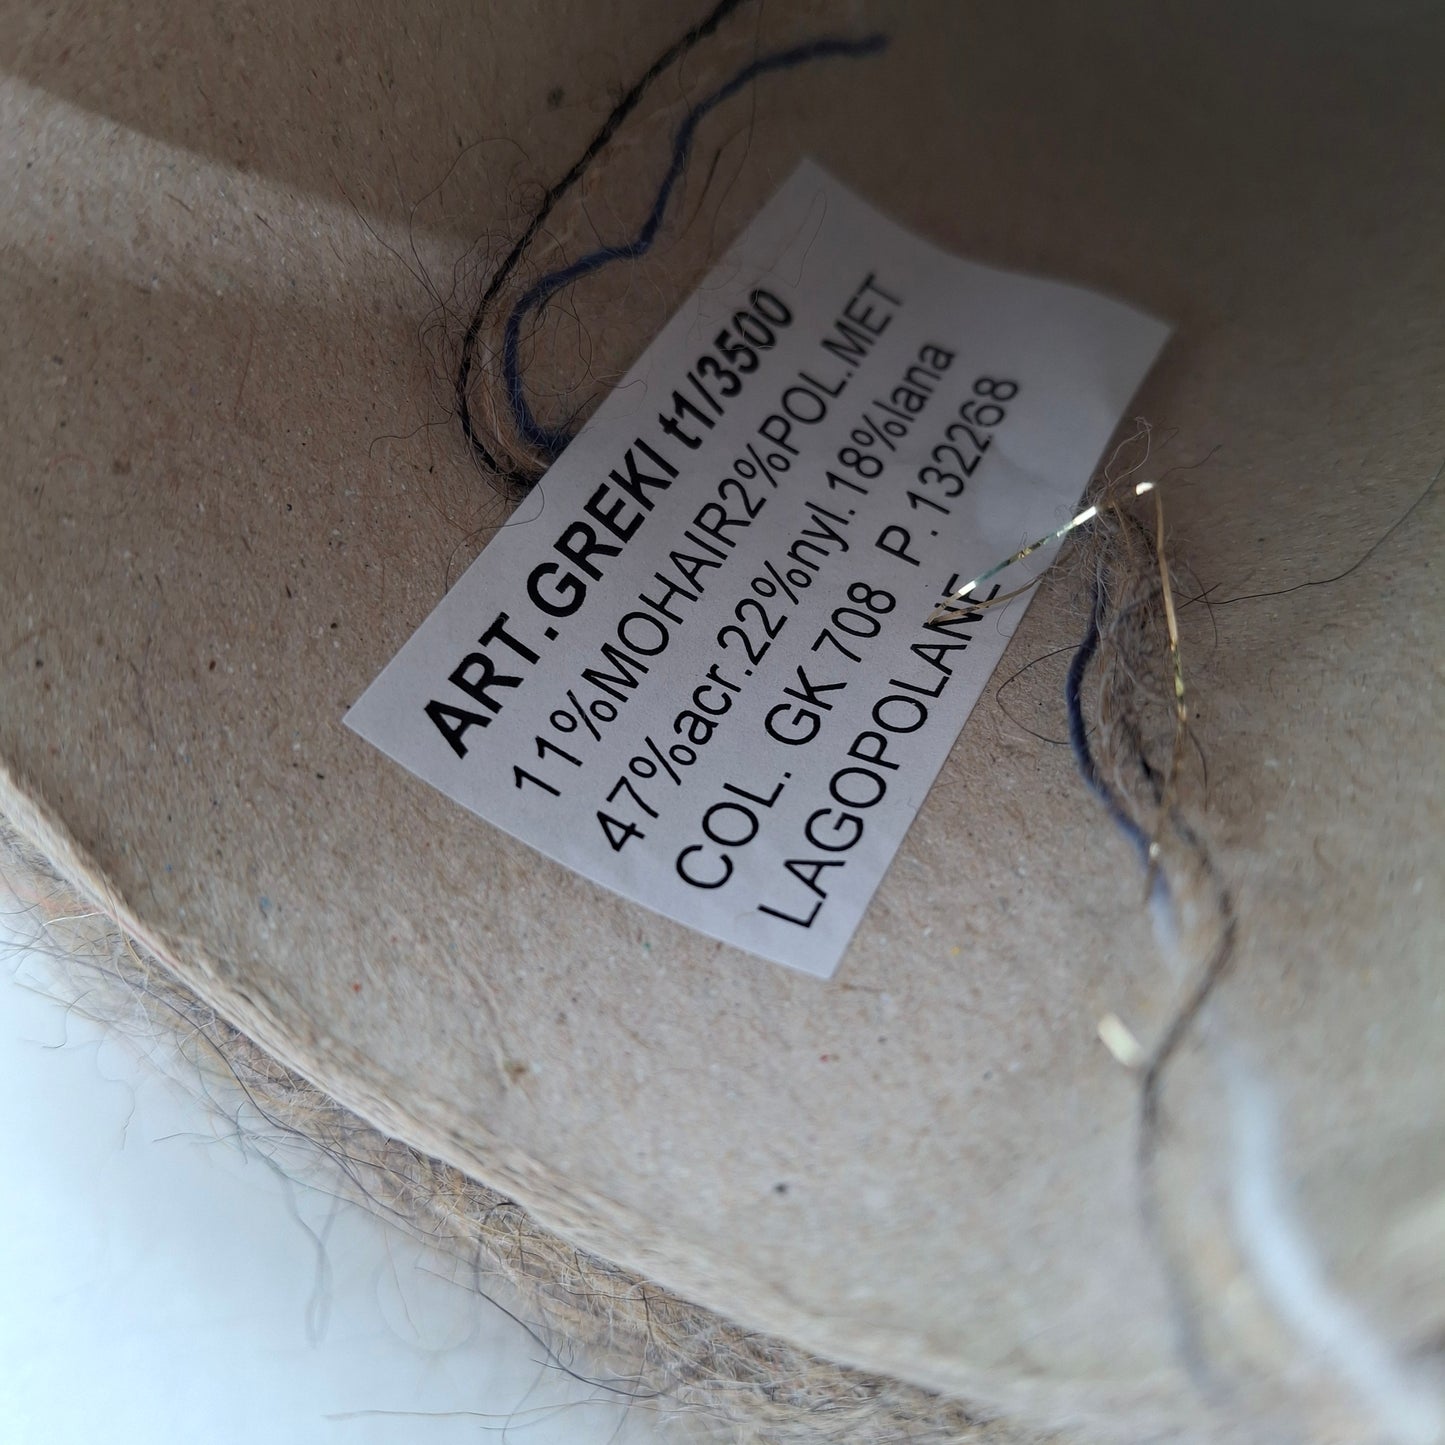 ART.GREKI t1/3500
11%MOHAIR2%POL.MET
47%acr.22%nyl.18%lana
COL. GK 708 P.132268
LAGOPOLANE